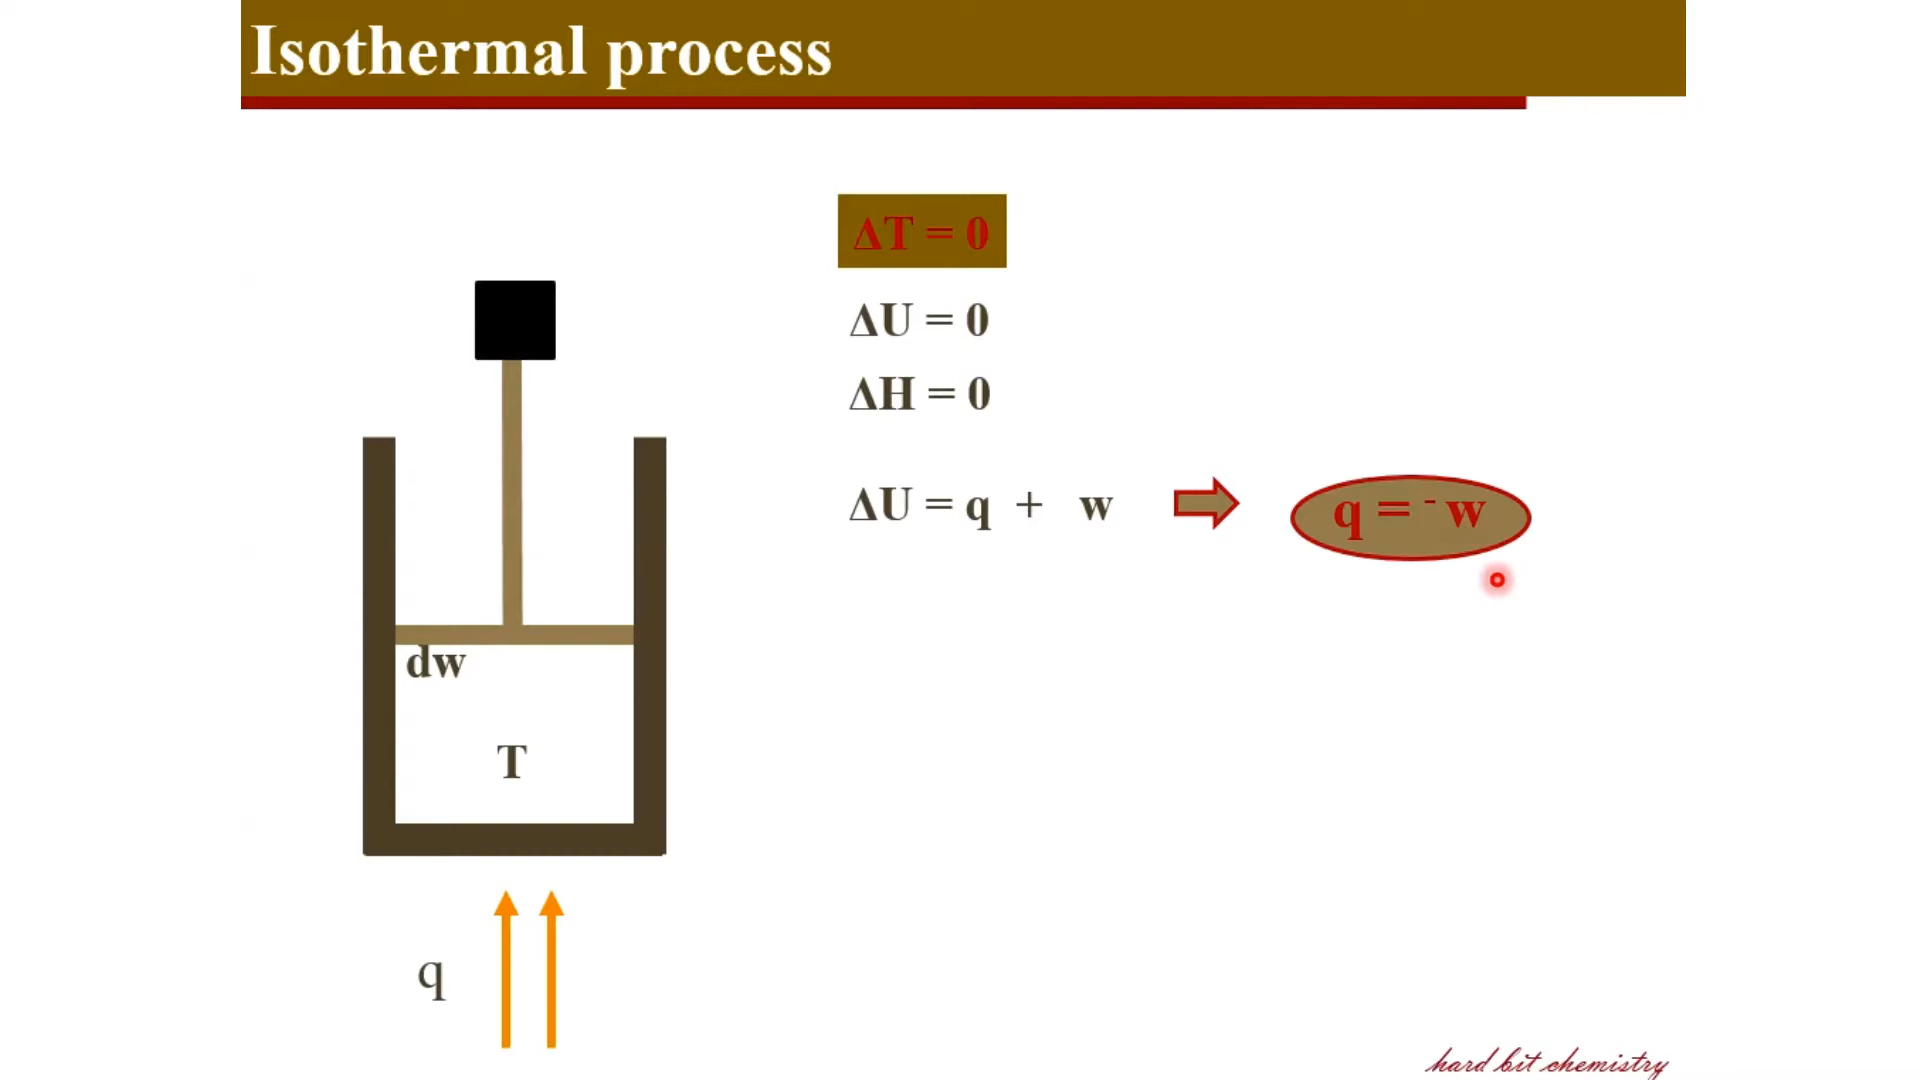 Isothermal process
ΔT = 0
ΔU = 0
ΔH = 0
ΔU = q + w
q = - w
dw
T
q
hard bit chemistry